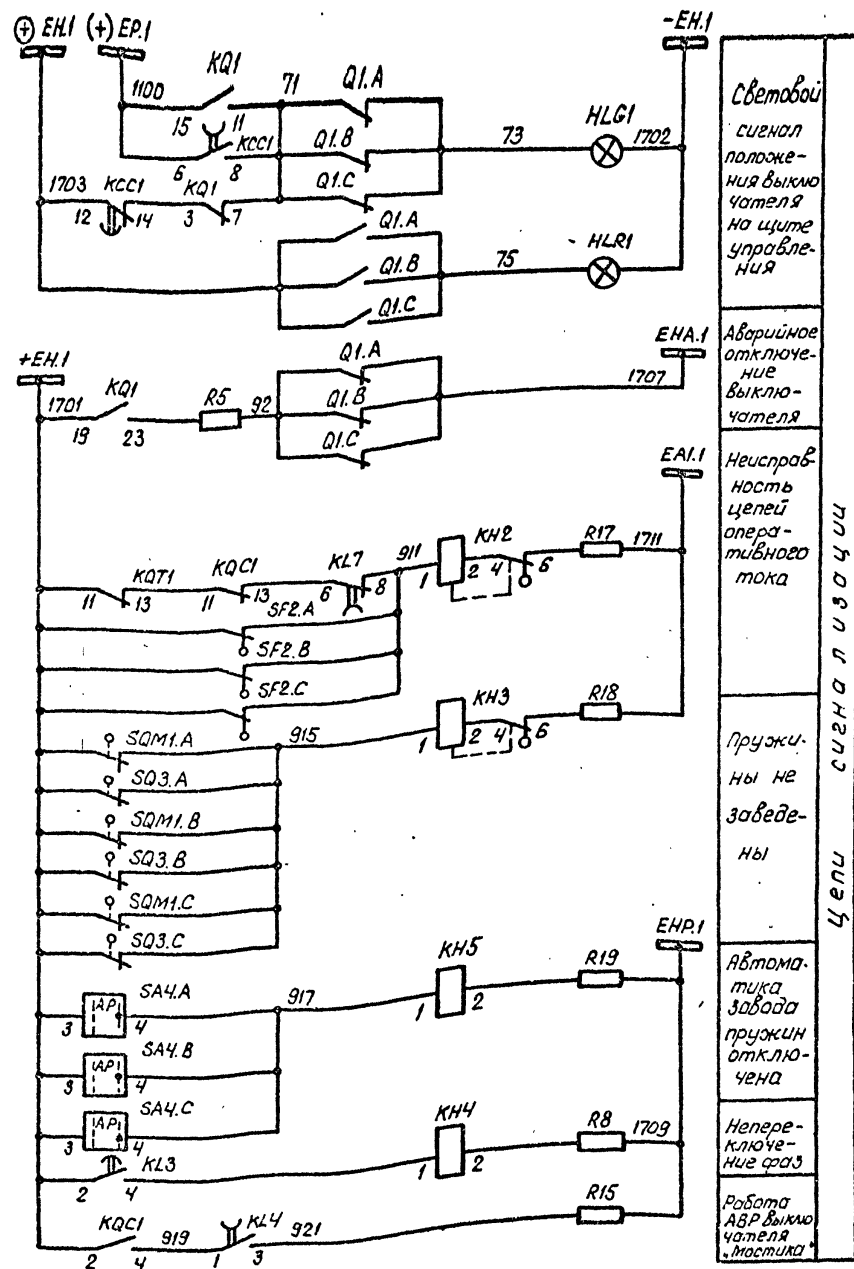 (+) EH.1 (+) EP.1
-EH.1
1100
KQ1
71
Q1.A
15
11
HLG1
KCC1
Q1.B
73
1702
6
8
1703
KCC1
KQ1
Q1.C
12
14
3
7
Q1.A
HLR1
Q1.B
75
Q1.C
Световой
сигнал
положе-
ния выклю
чателя
на щите
управле-
ния
+EH.1
EHA.1
KQ1
Q1.A
1701
R5
92
Q1.B
1707
19
23
Q1.C
Аварийное
отключе-
ние
выклю-
чателя
EA1.1
KH2
R17
1711
KQT1
KQC1
KL7
911
11
13
11
13
6
8
1
2
4
6
SF2.A
SF2.B
SF2.C
Неисправ-
ность
цепей
опера-
тивного
тока
KH3
R18
915
1
2
4
6
SQM1.A
SQ3.A
SQM1.B
SQ3.B
SQM1.C
SQ3.C
Пружи-
ны не
заведе-
ны
EHP.1
KH5
R19
SA4.A
917
AP
3
4
1
2
SA4.B
AP
3
4
SA4.C
AP
3
4
Автома-
тика
завода
пружин
отклю-
чена
KH4
R8
1709
KL3
2
4
1
2
Непере-
ключе-
ние фаз
R15
KQC1
919
KL4
921
2
4
1
3
Работа
АВР выклю
чателя
„мостика"
Цепи сигнализации